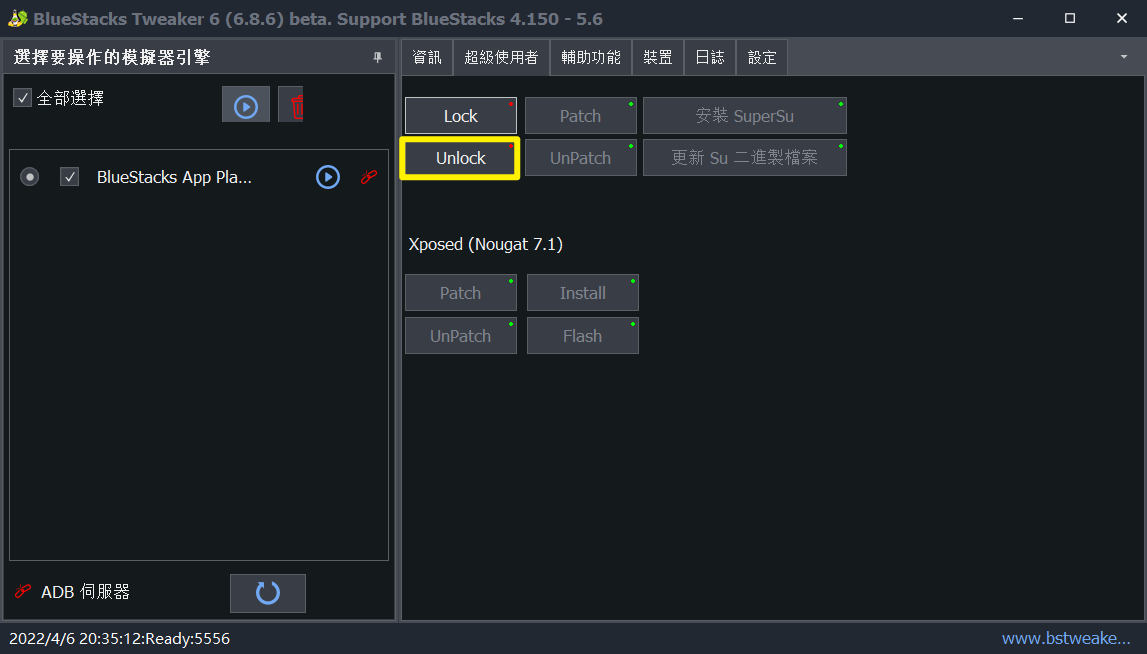 BlueStacks Tweaker 6 (6.8.6) beta. Support BlueStacks 4.150 - 5.6
選擇要操作的模擬器引擎
全部選擇
BlueStacks App Pla...
ADB 伺服器
資訊 超級使用者 輔助功能 裝置 日誌 設定
Lock Patch 安裝 SuperSu
Unlock UnPatch 更新 Su 二進製檔案
Xposed (Nougat 7.1)
Patch Install
UnPatch Flash
2022/4/6 20:35:12:Ready:5556
www.bstweake...